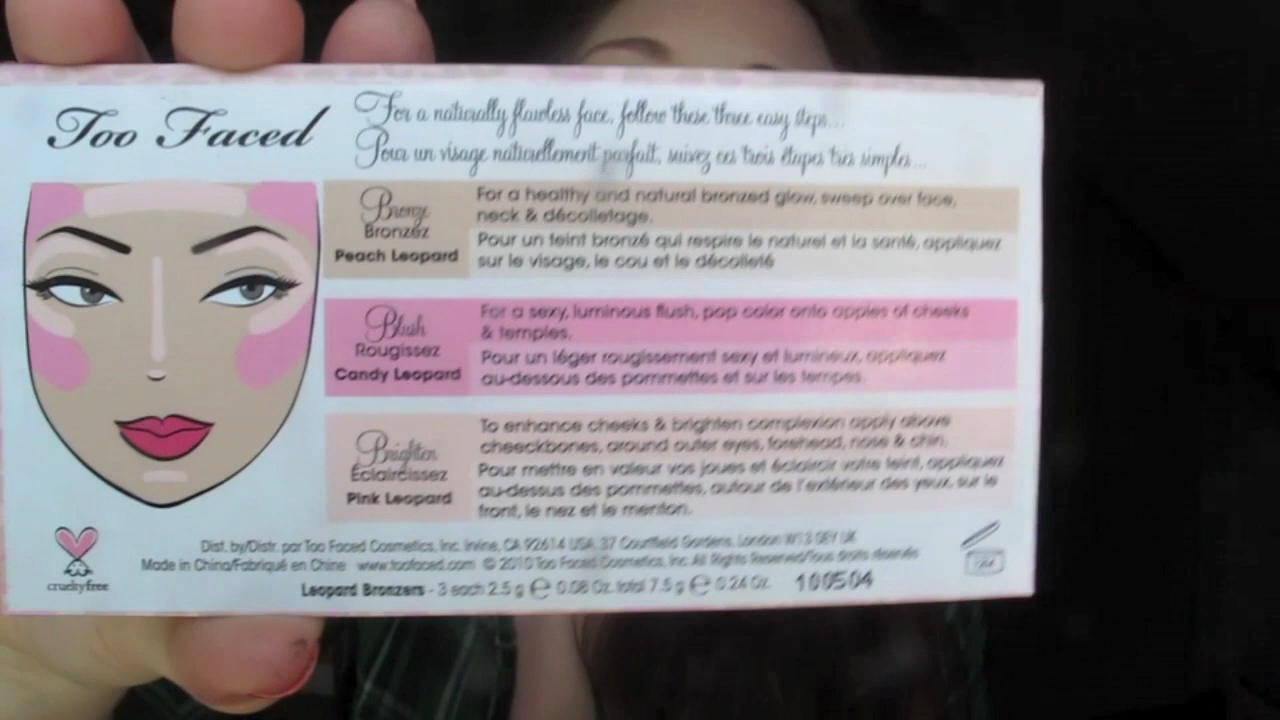 Too Faced
For a naturally flawless face, follow these three easy steps...
Pour un visage naturellement parfait, suivez ces trois étapes très simples...
Bronze
Bronzez
Peach Leopard
For a healthy and natural bronzed glow, sweep over face,
neck & décolletage.
Pour un teint bronzé qui respire le naturel et la santé, appliquez
sur le visage, le cou et le décolleté
Blush
Rougissez
Candy Leopard
For a sexy, luminous flush, pop color onto apples of cheeks
& temples.
Pour un léger rougissement sexy et lumineux, appliquez
au-dessous des pommettes et sur les tempes.
Brighten
Éclaircissez
Pink Leopard
To enhance cheeks & brighten complexion apply above
cheeckbones, around outer eyes, forehead, nose & chin.
Pour mettre en valeur vos joues et éclaircir votre teint, appliquez
au-dessus des pommettes, autour de l'extérieur des yeux, sur le
front, le nez et le menton.
crueltyfree
Dist. by/Distr. par Too Faced Cosmetics, Inc. Irvine, CA 92614 USA 37 Courtfield Gardens, London W13 UK
Made in China/Fabriqué en Chine www.toofaced.com © 2010 Too Faced Cosmetics, Inc. All Rights Reserved/Tous droits réservés
Leopard Bronzers - 3 each 2.5 g e 0.08 Oz. total 7.5 g e 0.24 Oz. 100504